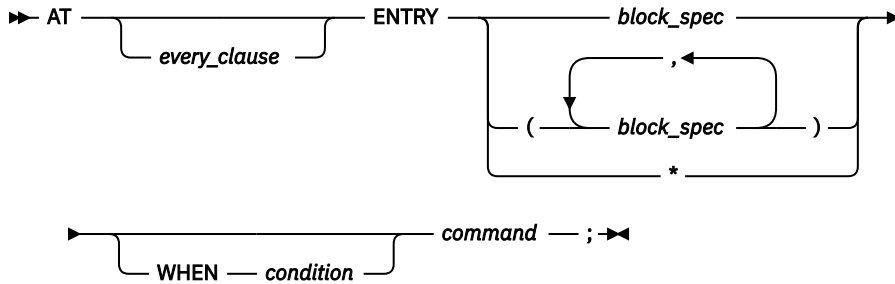 AT ENTRY block_spec
every_clause
,
( block_spec )
*
command ;
WHEN condition